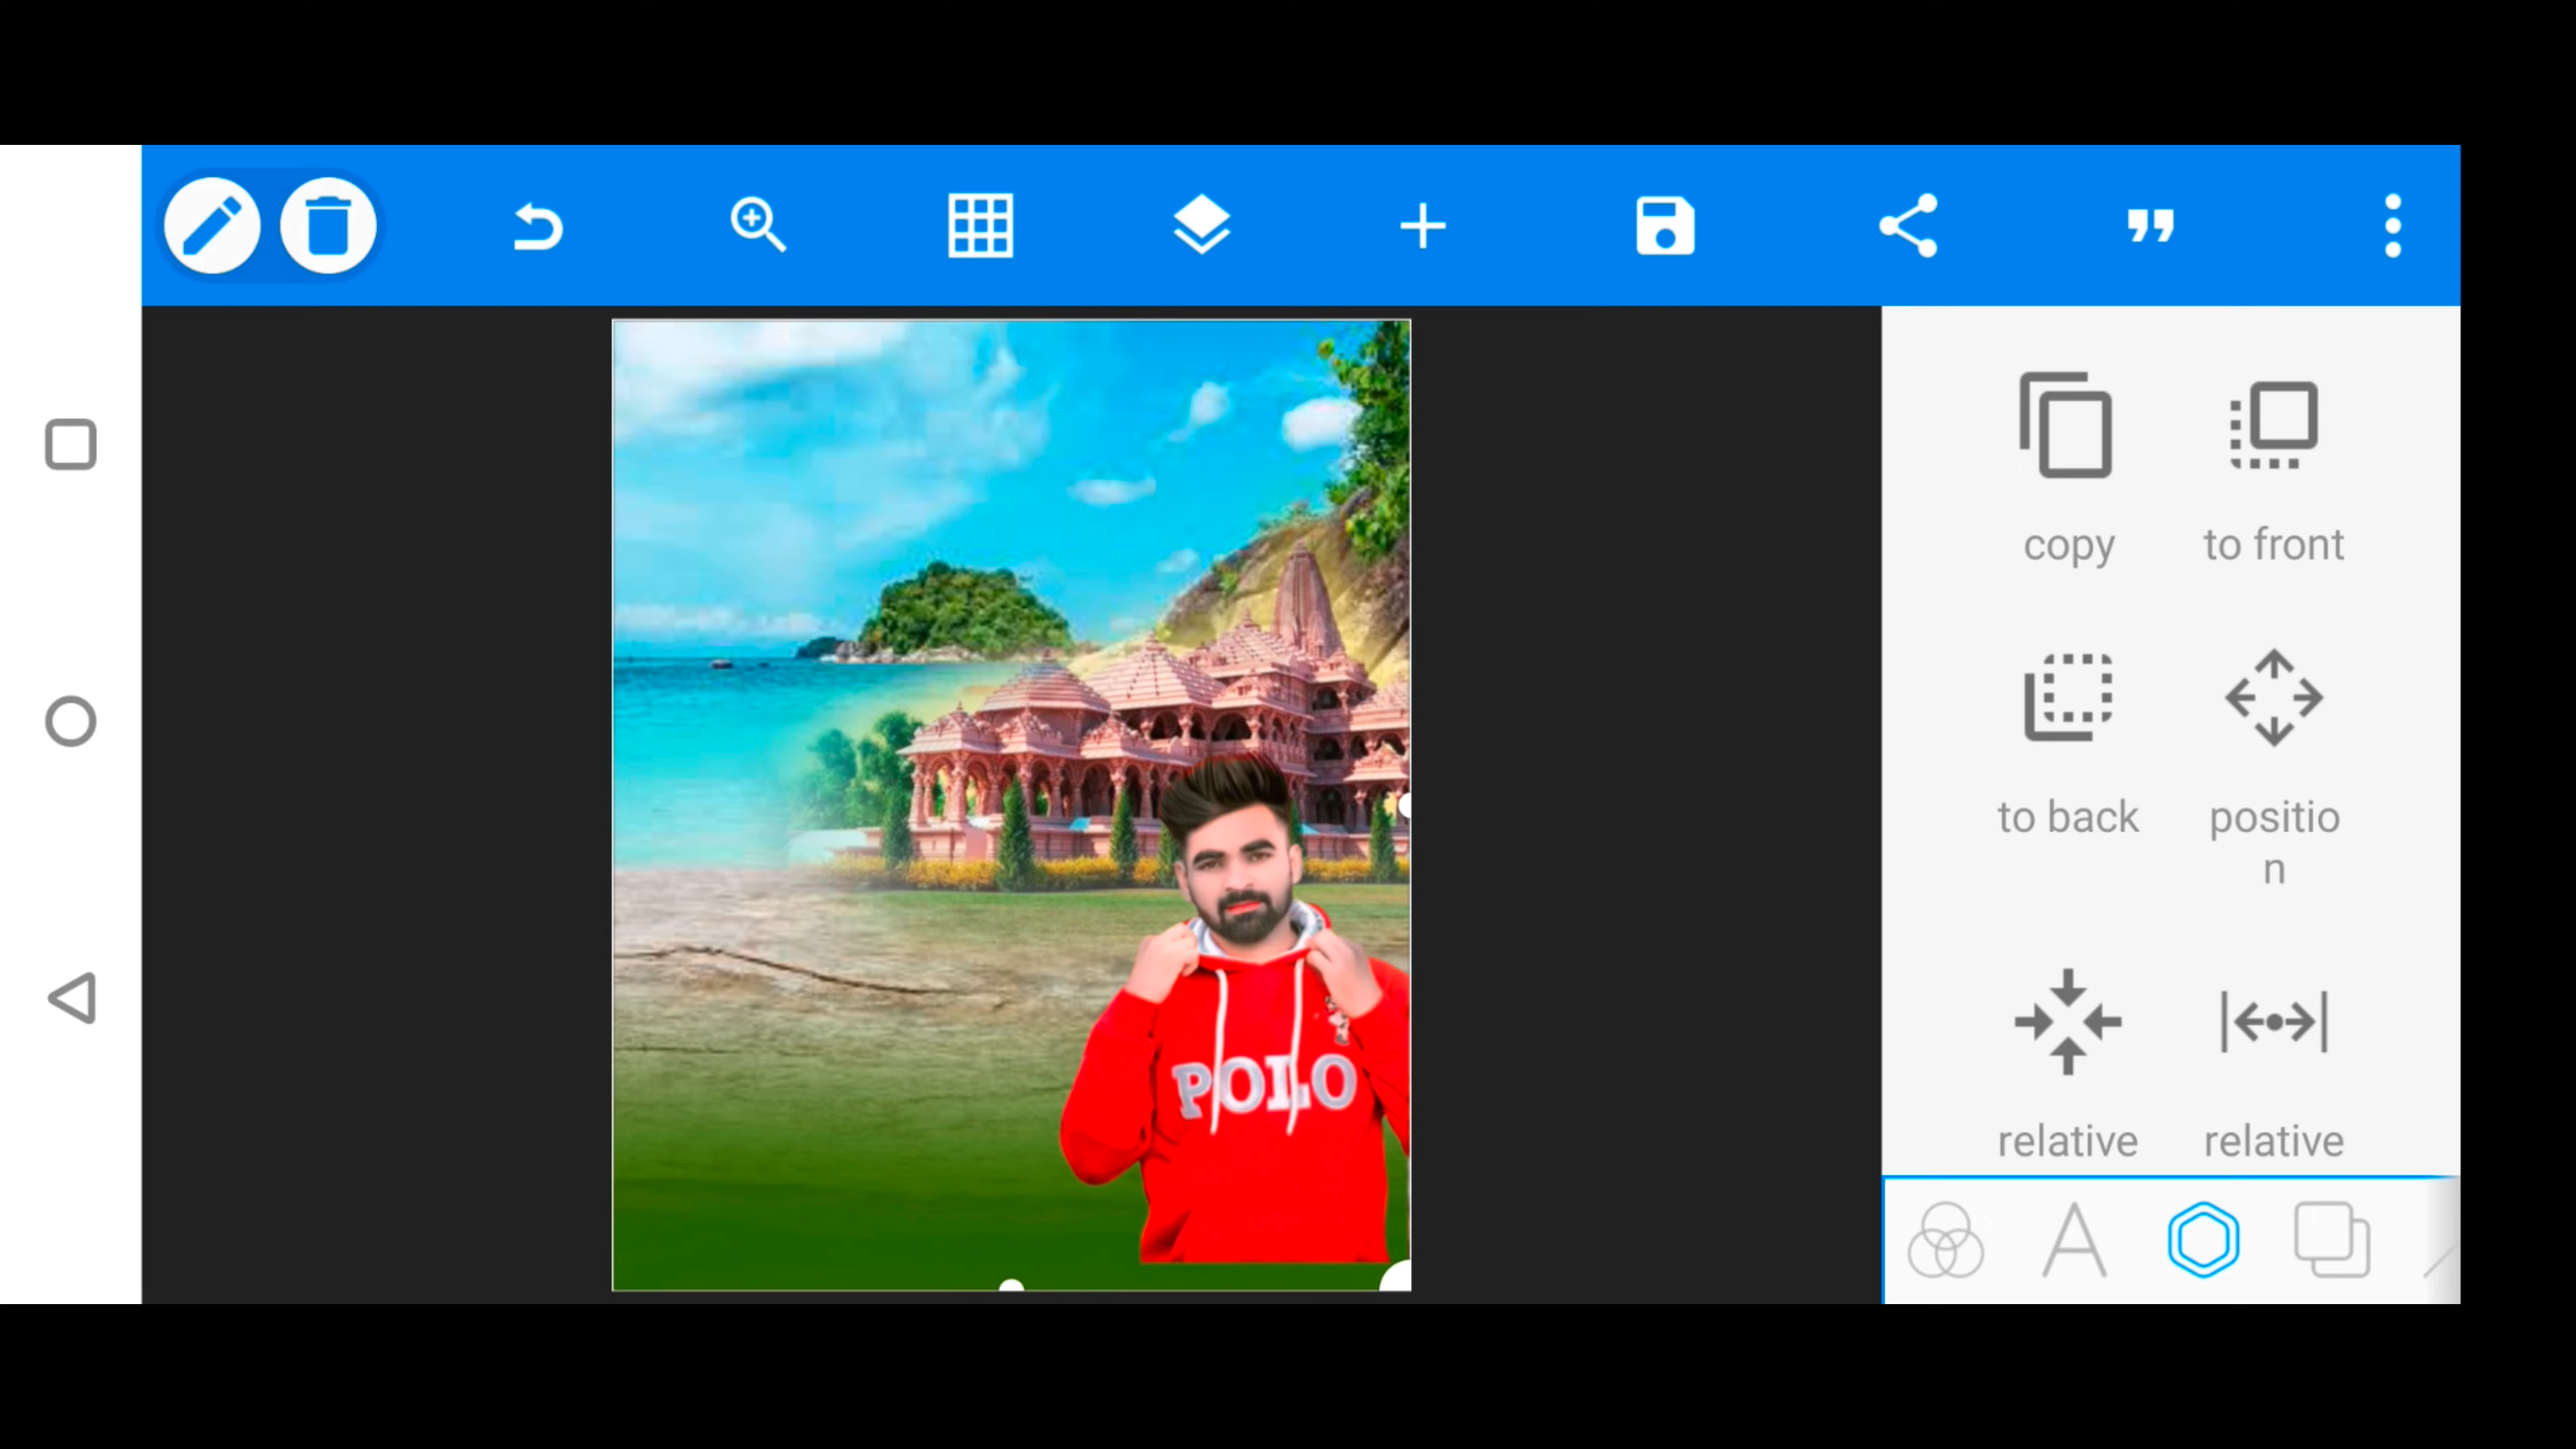 copy
to front
to back
positio
n
relative
relative
POLO